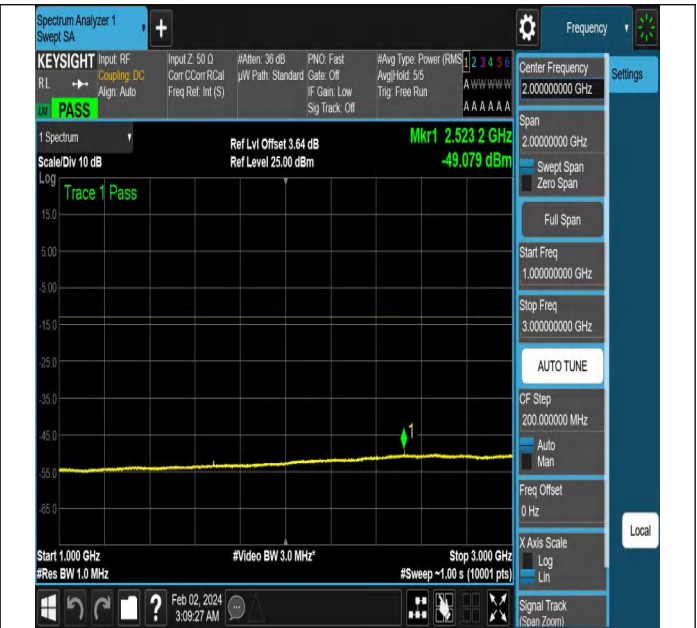 Spectrum Analyzer 1
Swept SA
+
Frequency
KEYSIGHT
RL
PASS
Input: RF
Coupling: DC
Align: Auto
Input Z: 50 Ω
Corr CCorr RCal
Freq Ref: Int (S)
#Atten: 36 dB
µW Path: Standard
PNO: Fast
Gate: Off
IF Gain: Low
Sig Track: Off
#Avg Type: Power (RMS
Avg|Hold: 5/5
Trig: Free Run
1 2 3 4 5 6
A W W W W W
A A A A A A
1 Spectrum
Scale/Div 10 dB
Ref Lvl Offset 3.64 dB
Ref Level 25.00 dBm
Mkr1 2.523 2 GHz
-49.079 dBm
Log
Trace 1 Pass
15.0
5.00
-5.00
-15.0
-25.0
-35.0
-45.0
-55.0
-65.0
1
Start 1.000 GHz
#Res BW 1.0 MHz
#Video BW 3.0 MHz*
Stop 3.000 GHz
#Sweep ~1.00 s (10001 pts)
?
Feb 02, 2024
3:09:27 AM
Center Frequency
2.000000000 GHz
Settings
Span
2.00000000 GHz
Swept Span
Zero Span
Full Span
Start Freq
1.000000000 GHz
Stop Freq
3.000000000 GHz
AUTO TUNE
CF Step
200.000000 MHz
Auto
Man
Freq Offset
0 Hz
X Axis Scale
Log
Lin
Local
Signal Track
(Span Zoom)